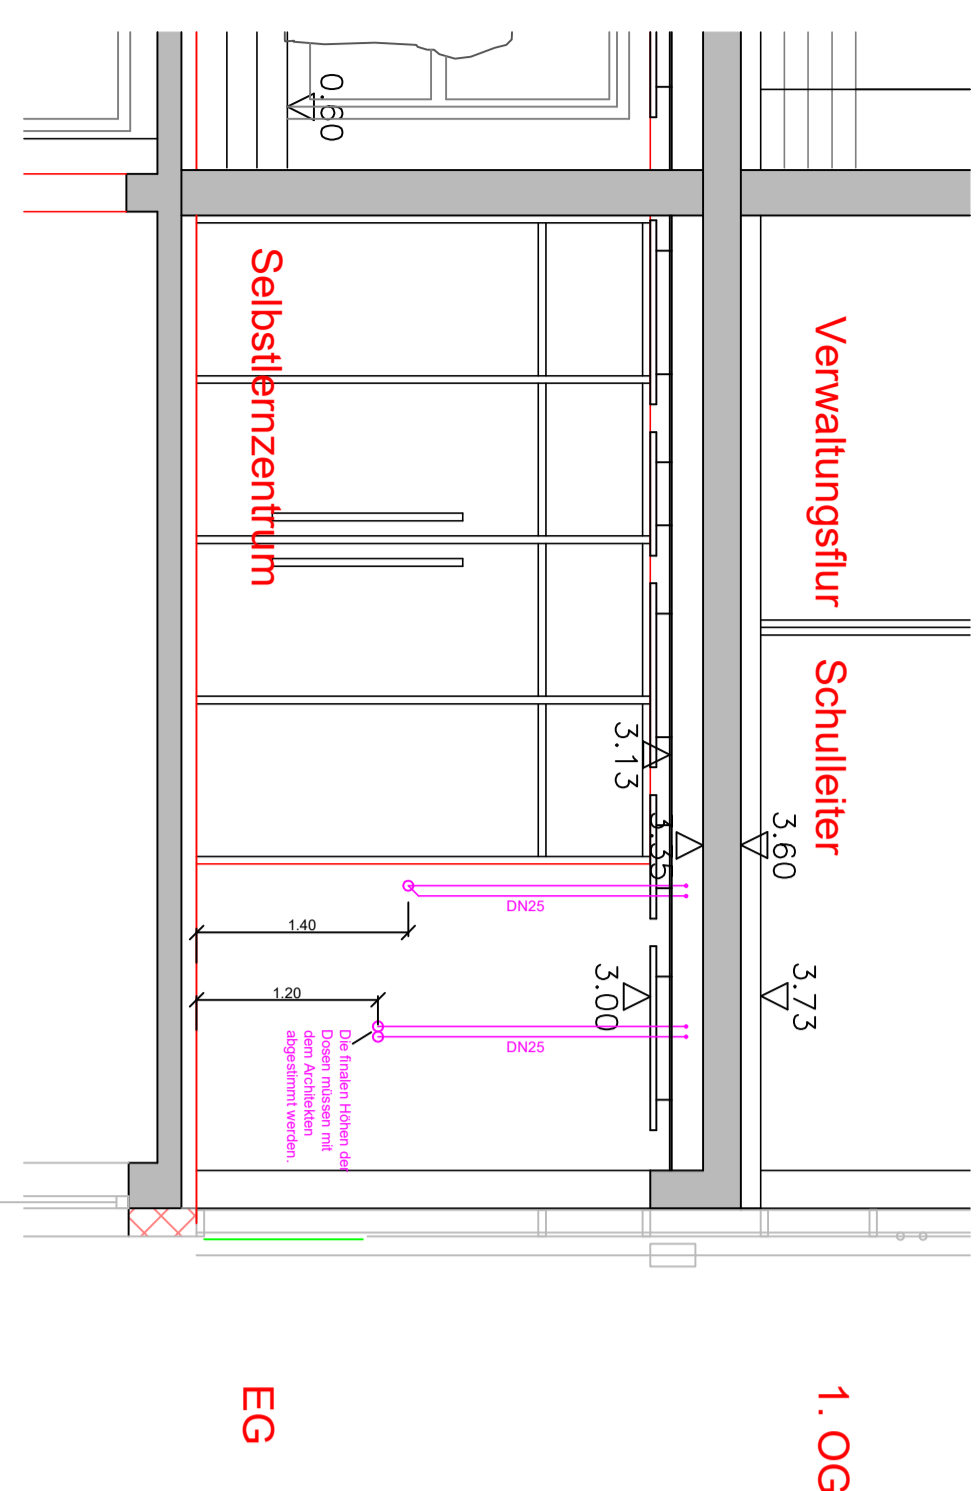 0.60
Verwaltungsflur
Schulleiter
Selbstlernzentrum
3.13
3.35
3.60
3.00
3.73
DN25
1.40
1.20
DN25
Die finalen Höhen der
Dosen müssen mit
dem Architekten
abgestimmt werden.
1. OG
EG